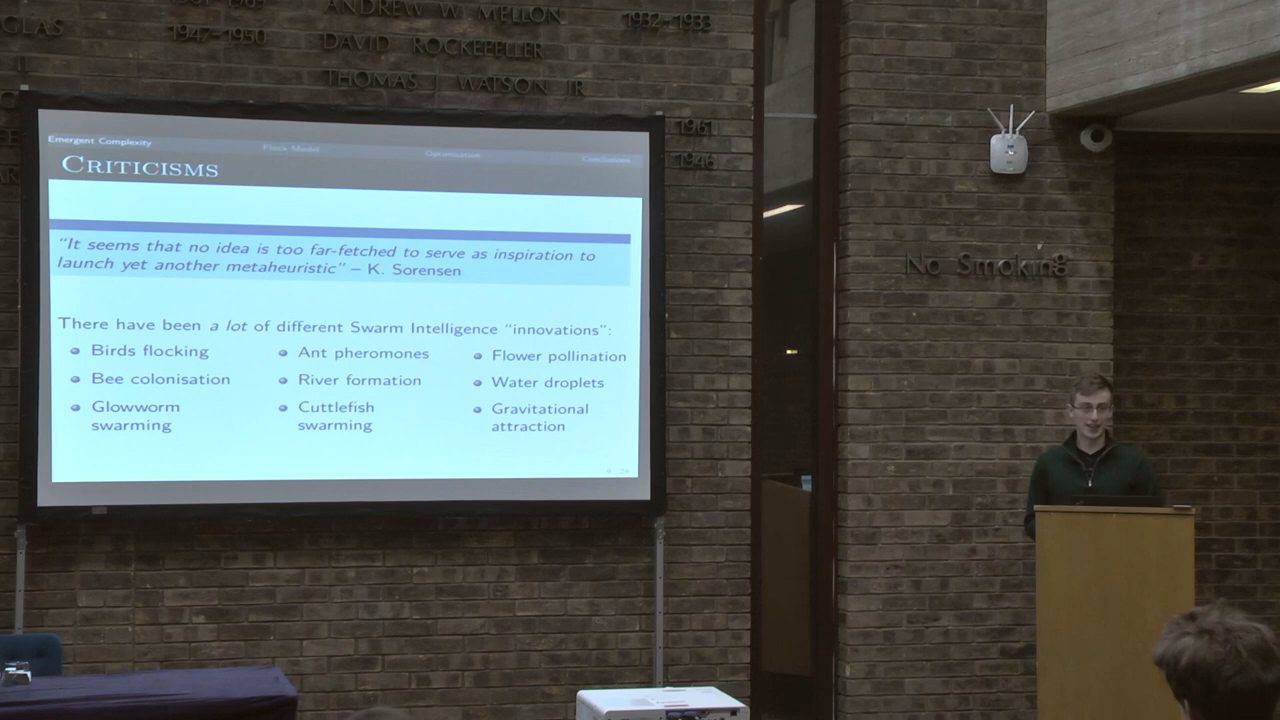 ANDREW W MELLON
1932-1933
GLAS
1947-1950
DAVID ROCKEFELLER
THOMAS J WATSON JR
1961
1946
Emergent Complexity
Flock Model
Optimisation
Conclusions
CRITICISMS
“It seems that no idea is too far-fetched to serve as inspiration to
launch yet another metaheuristic” – K. Sorensen
There have been a lot of different Swarm Intelligence “innovations”:
Birds flocking
Bee colonisation
Glowworm
swarming
Ant pheromones
River formation
Cuttlefish
swarming
Flower pollination
Water droplets
Gravitational
attraction
No Smoking